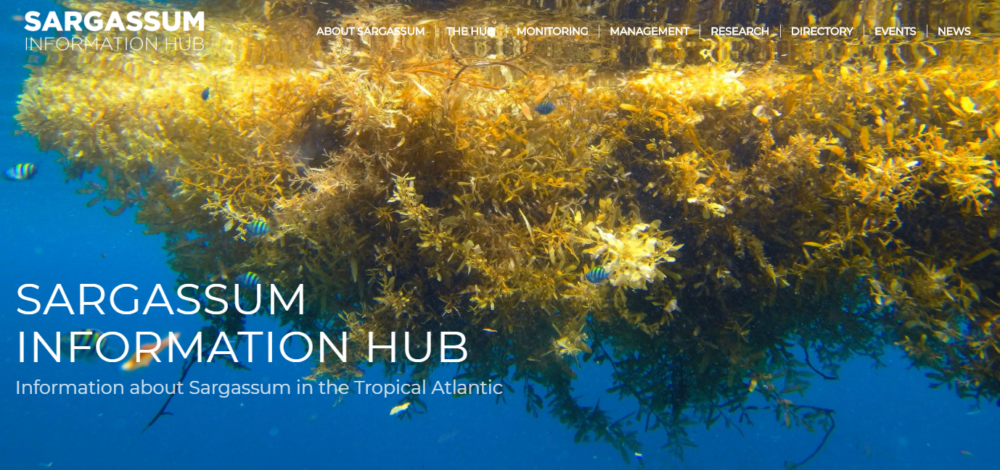 SARGASSUM
INFORMATION HUB
ABOUT SARGASSUM | THE HUB | MONITORING | MANAGEMENT | RESEARCH | DIRECTORY | EVENTS | NEWS
SARGASSUM
INFORMATION HUB
Information about Sargassum in the Tropical Atlantic